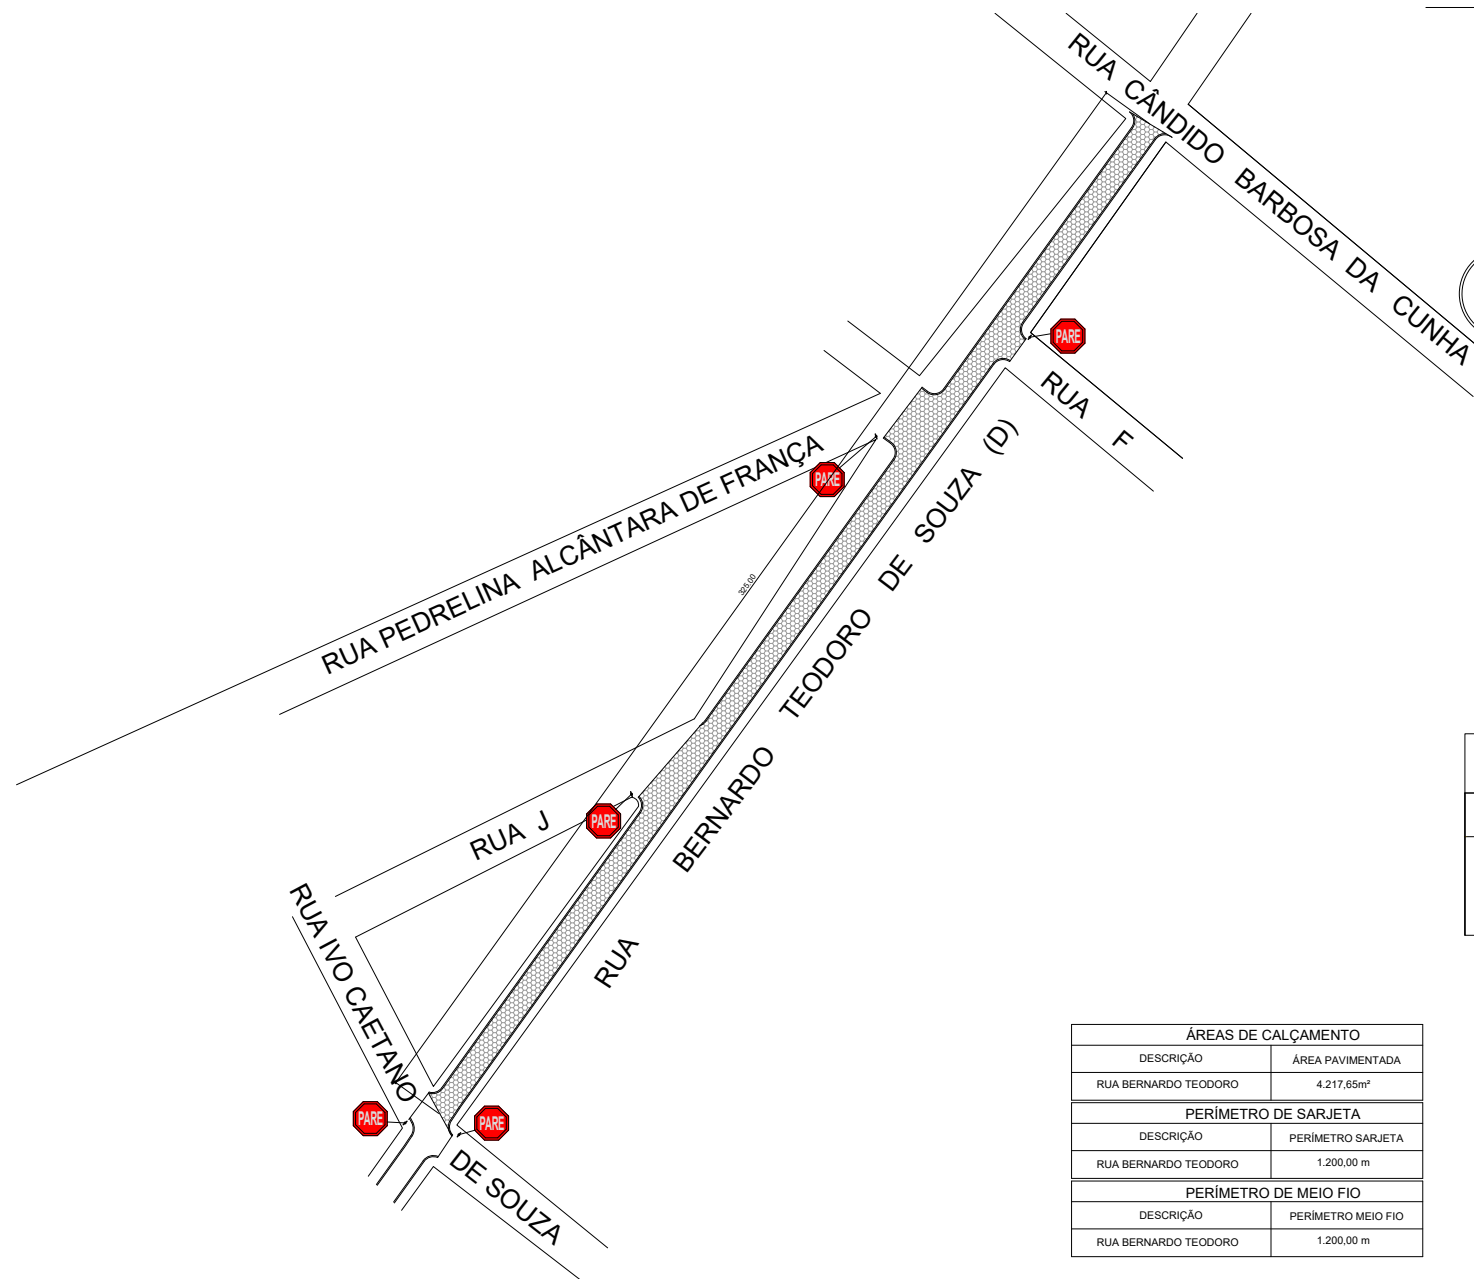 RUA CÂNDIDO BARBOSA DA CUNHA
PARE
RUA F
PARE
RUA PEDRELINA ALCÂNTARA DE FRANÇA
325.00
RUA BERNARDO TEODORO DE SOUZA (D)
PARE
RUA J
RUA IVO CAETANO DE SOUZA
PARE
PARE
ÁREAS DE CALÇAMENTO
DESCRIÇÃO ÁREA PAVIMENTADA
RUA BERNARDO TEODORO 4.217,65m²
PERÍMETRO DE SARJETA
DESCRIÇÃO PERÍMETRO SARJETA
RUA BERNARDO TEODORO 1.200,00 m
PERÍMETRO DE MEIO FIO
DESCRIÇÃO PERÍMETRO MEIO FIO
RUA BERNARDO TEODORO 1.200,00 m